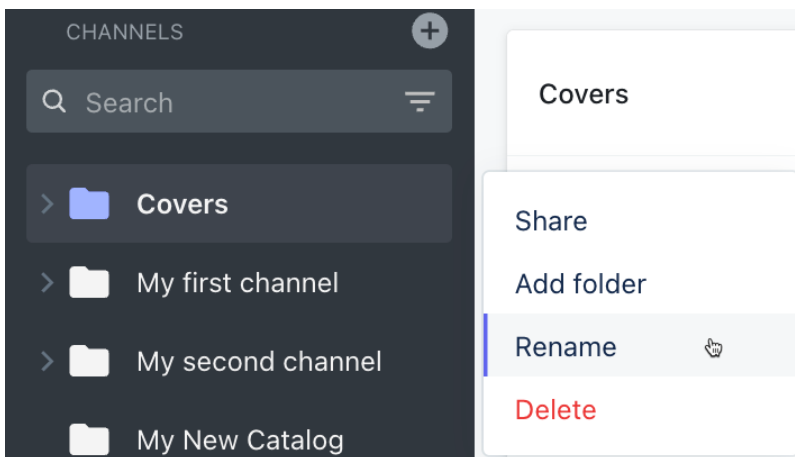 CHANNELS
Search
Covers
My first channel
My second channel
My New Catalog
Covers
Share
Add folder
Rename
Delete